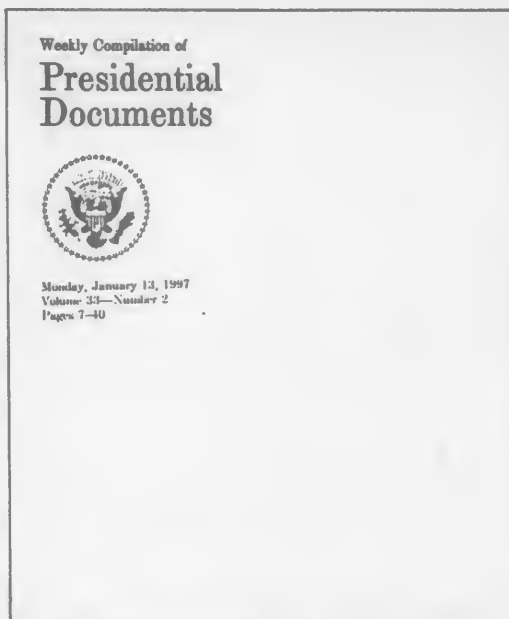 Weekly Compilation of
Presidential
Documents
Monday, January 13, 1997
Volume 33—Number 2
Pages 7–40